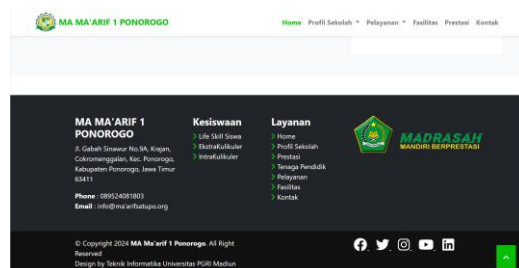 MA MA'ARIF 1 PONOROGO
Home Profil Sekolah Pelayanan Fasilitas Prestasi Kontak
MA MA'ARIF 1
PONOROGO
Jl. Gabah Sinawur No.9A, Krajan,
Cokromenggalan, Kec. Ponorogo,
Kabupaten Ponorogo, Jawa Timur
63411
Phone : 089524081803
Email : info@ma'arifsatupo.org
Kesiswaan
Life Skill Siswa
EkstraKulikuler
IntraKulikuler
Layanan
Home
Profil Sekolah
Prestasi
Tenaga Pendidik
Pelayanan
Fasilitas
Kontak
MADRASAH
MANDIRI BERPRESTASI
© Copyright 2024 MA Ma'arif 1 Ponorogo. All Right
Reserved
Design by Teknik Informatika Universitas PGRI Madiun